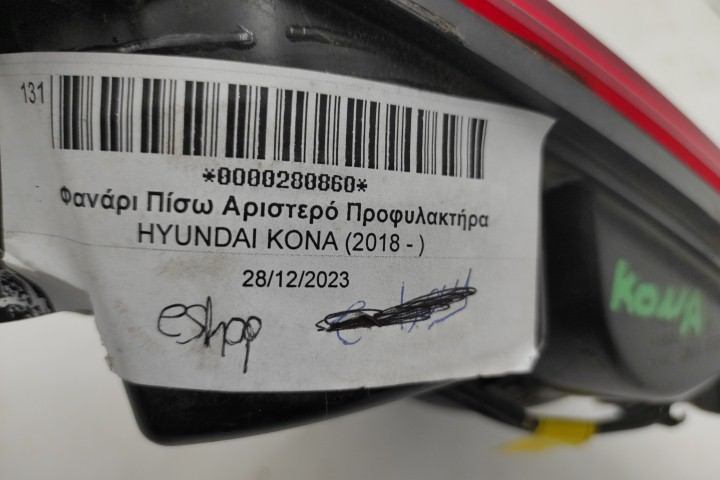 131
*0000280860*
Φανάρι Πίσω Αριστερό Προφυλακτήρα
HYUNDAI KONA (2018 - )
28/12/2023
eshop
KONA